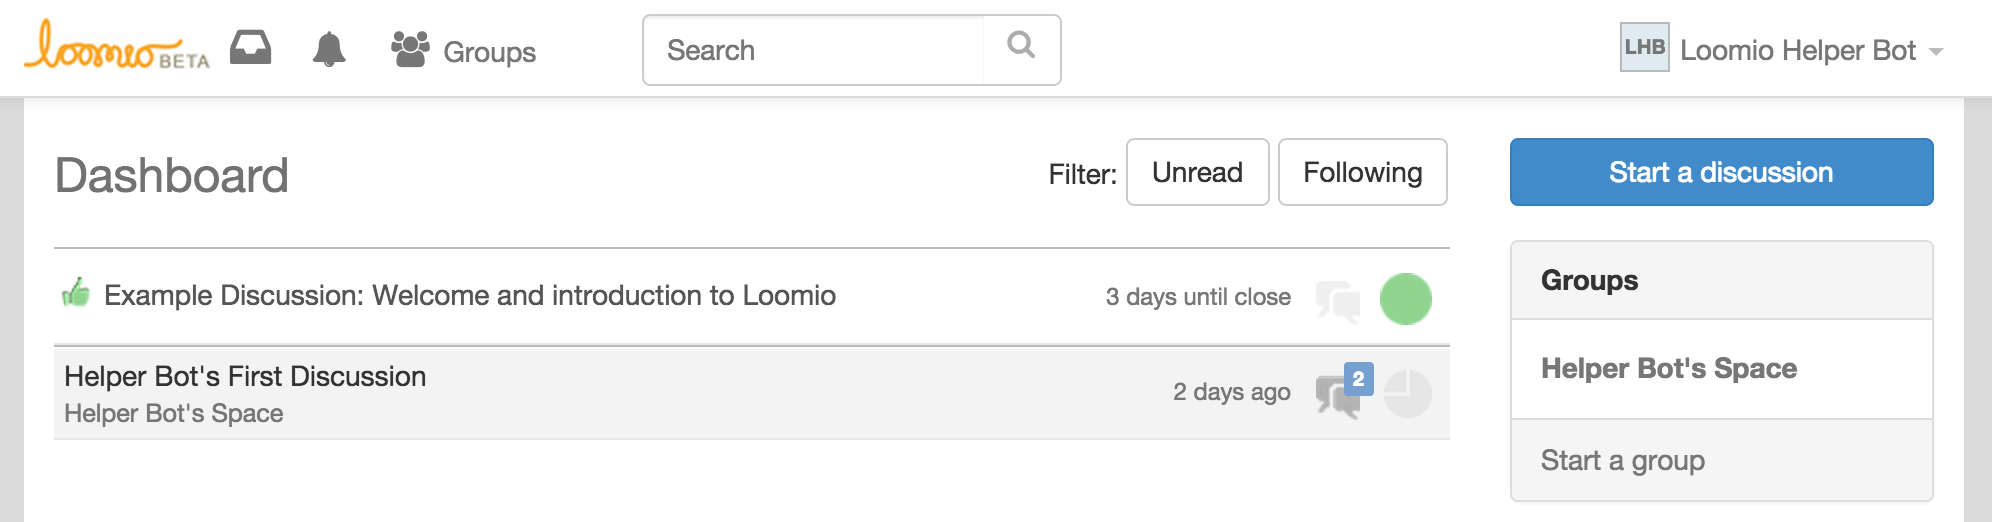 loomio BETA Groups Search LHB Loomio Helper Bot
Dashboard Filter: Unread Following Start a discussion
Example Discussion: Welcome and introduction to Loomio 3 days until close
Helper Bot's First Discussion
Helper Bot's Space 2 days ago 2
Groups
Helper Bot's Space
Start a group